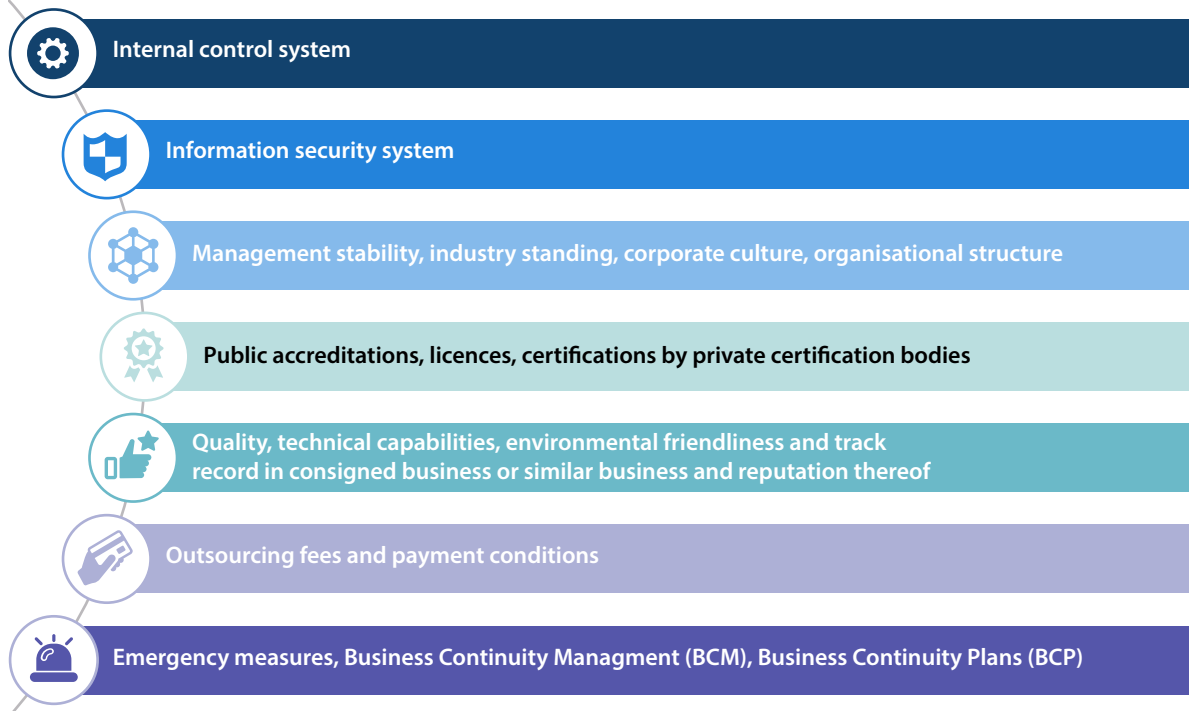 Internal control system
Information security system
Management stability, industry standing, corporate culture, organisational structure
Public accreditations, licences, certifications by private certification bodies
Quality, technical capabilities, environmental friendliness and track
record in consigned business or similar business and reputation thereof
Outsourcing fees and payment conditions
Emergency measures, Business Continuity Managment (BCM), Business Continuity Plans (BCP)